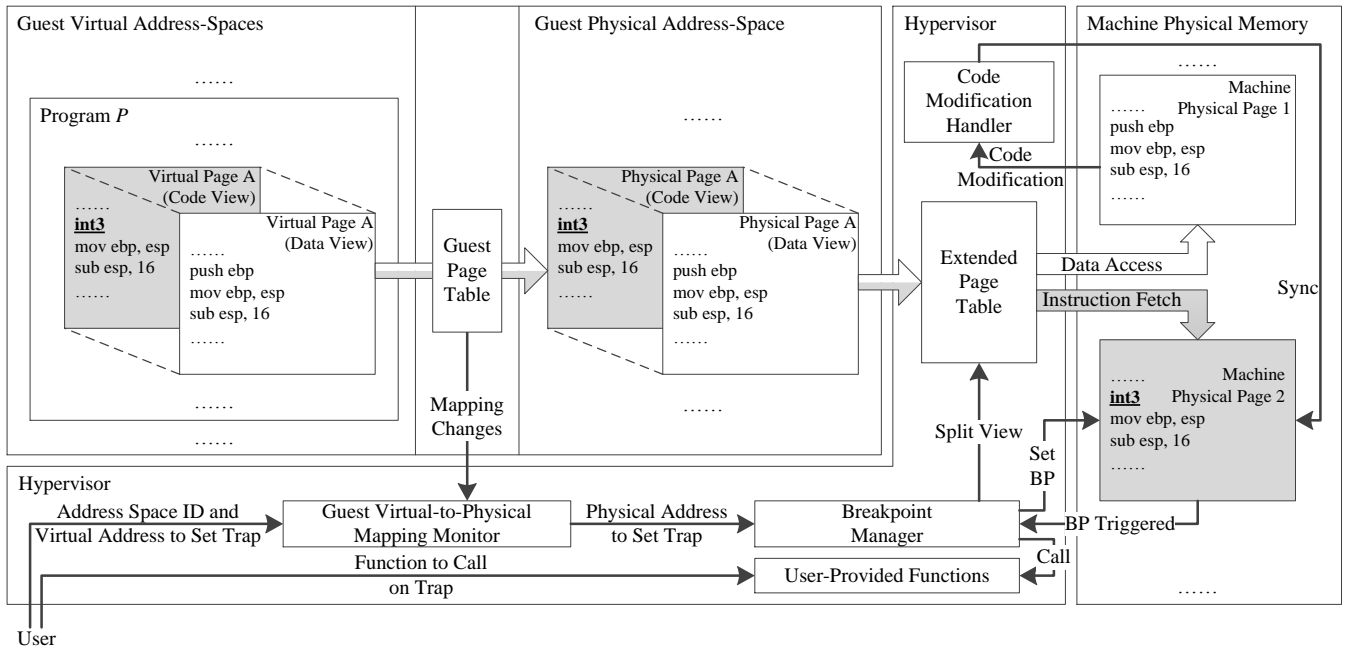 Guest Virtual Address-Spaces
......
Program P
......
Virtual Page A
(Code View)
......
int3
mov ebp, esp
sub esp, 16
......
Virtual Page A
(Data View)
......
push ebp
mov ebp, esp
sub esp, 16
......
......
......
Guest
Page
Table
Mapping
Changes
Guest Physical Address-Space
......
Physical Page A
(Code View)
......
int3
mov ebp, esp
sub esp, 16
......
Physical Page A
(Data View)
......
push ebp
mov ebp, esp
sub esp, 16
......
......
Hypervisor
Code
Modification
Handler
Code
Modification
Extended
Page
Table
Data Access
Instruction Fetch
Split View
Set
BP
Machine Physical Memory
......
Machine
Physical Page 1
......
push ebp
mov ebp, esp
sub esp, 16
......
Sync
Machine
Physical Page 2
......
int3
mov ebp, esp
sub esp, 16
......
BP Triggered
......
Hypervisor
Address Space ID and
Virtual Address to Set Trap
Guest Virtual-to-Physical
Mapping Monitor
Physical Address
to Set Trap
Breakpoint
Manager
Call
Function to Call
on Trap
User-Provided Functions
User